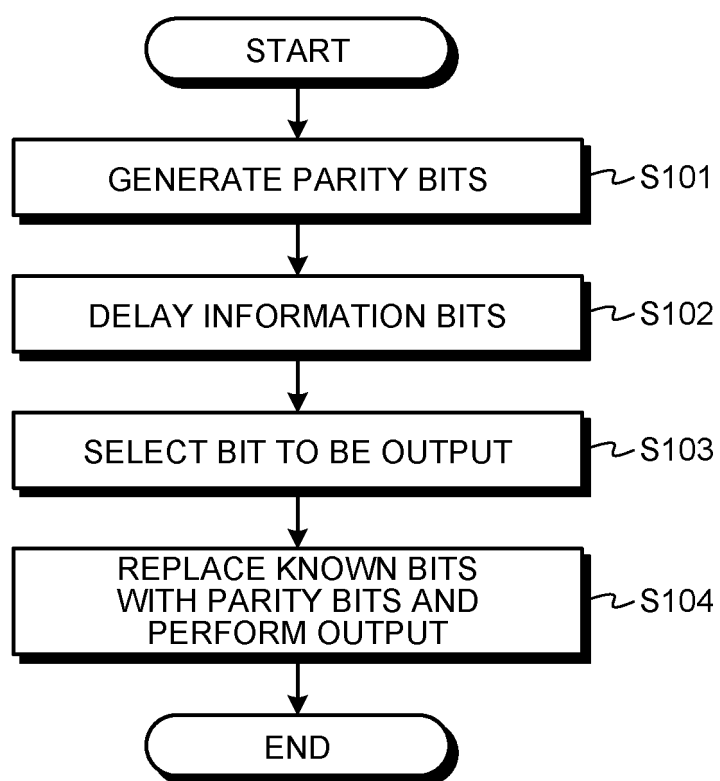 START
GENERATE PARITY BITS
S101
DELAY INFORMATION BITS
S102
SELECT BIT TO BE OUTPUT
S103
REPLACE KNOWN BITS
WITH PARITY BITS AND
PERFORM OUTPUT
S104
END